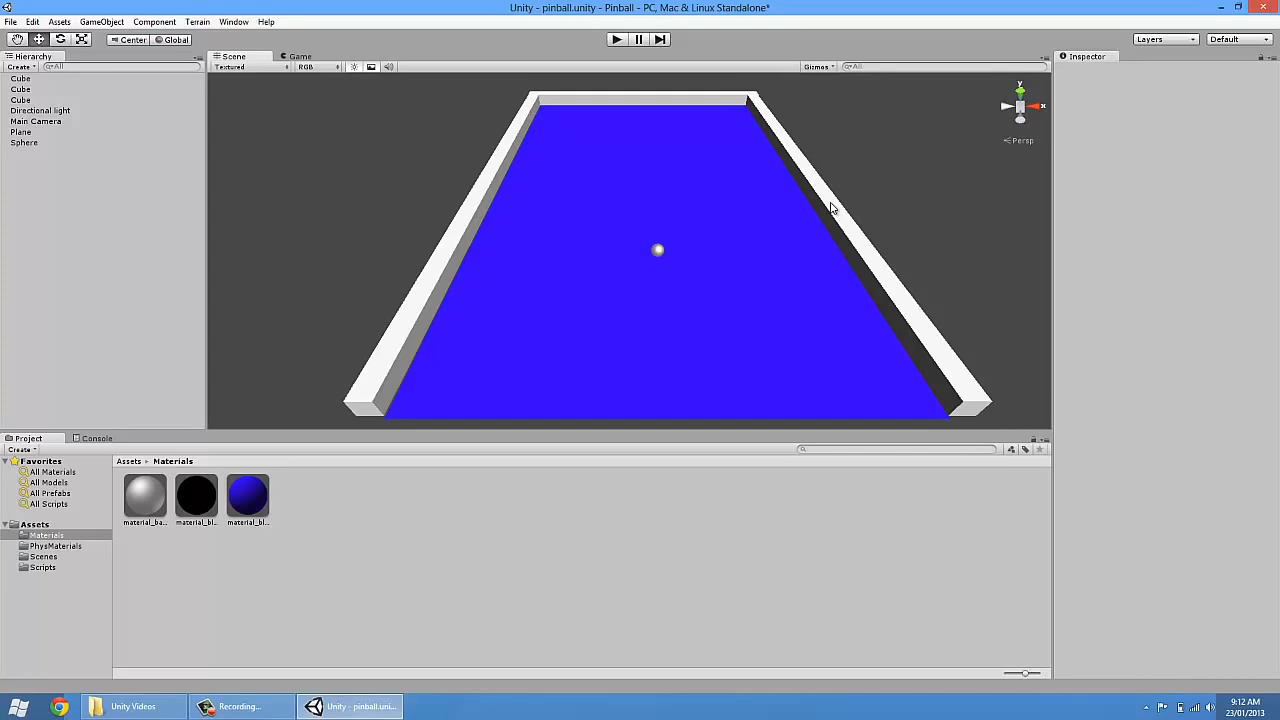 Unity - pinball.unity - Pinball - PC, Mac & Linux Standalone*
File Edit Assets GameObject Component Terrain Window Help
Center Global Layers Default
Hierarchy Scene Game Inspector
Create All Textured RGB Gizmos All
Cube
Cube
Cube
Directional light
Main Camera
Plane
Sphere
y
x
Persp
Project Console
Create
Favorites Assets Materials
All Materials
All Models
All Prefabs
All Scripts
material_ba... material_bl... material_bl...
Assets
Materials
PhysMaterials
Scenes
Scripts
Unity Videos Recording... Unity - pinball.uni...
9:12 AM
23/01/2013